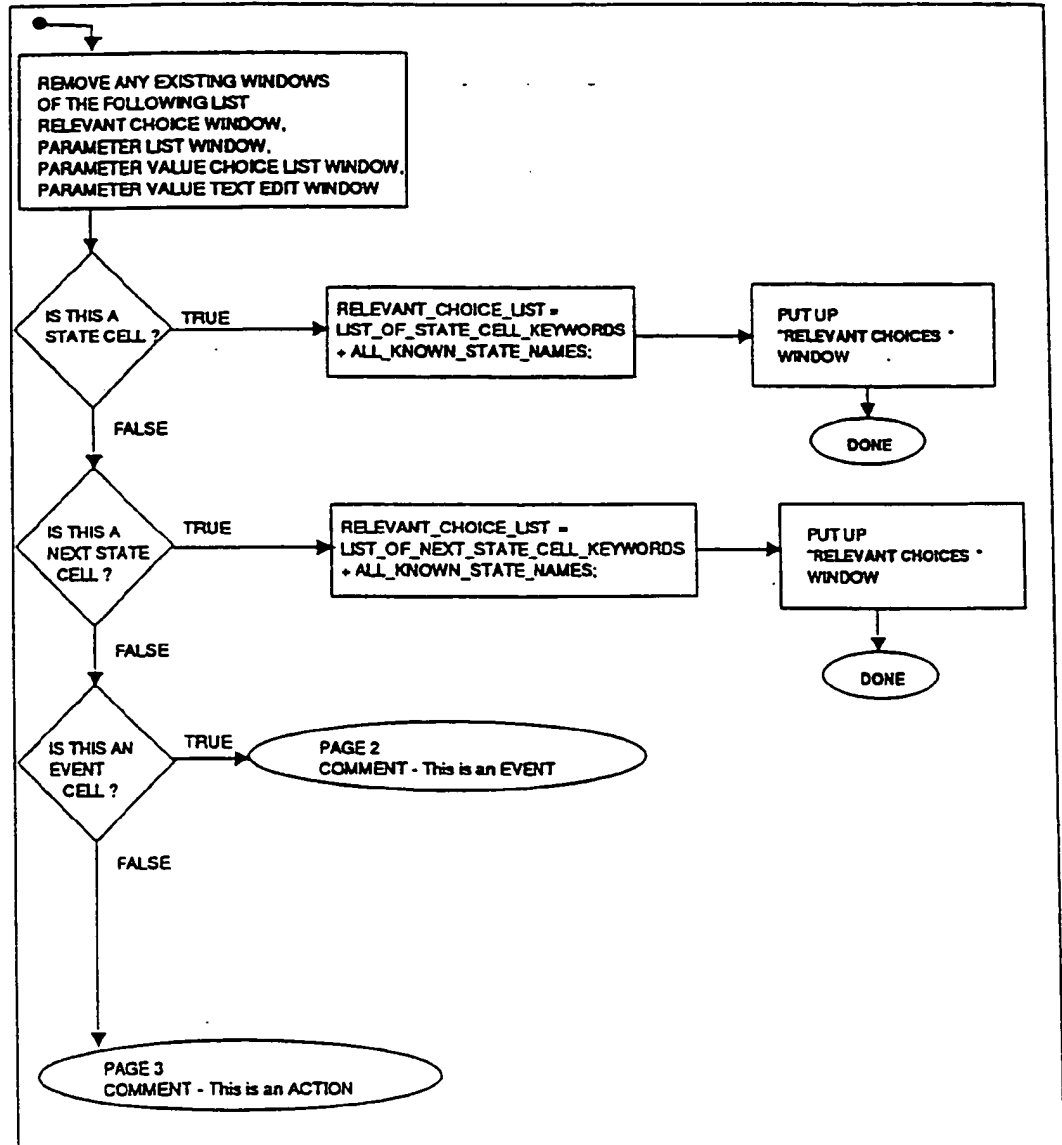 REMOVE ANY EXISTING WINDOWS
OF THE FOLLOWING LIST
RELEVANT CHOICE WINDOW,
PARAMETER LIST WINDOW,
PARAMETER VALUE CHOICE LIST WINDOW,
PARAMETER VALUE TEXT EDIT WINDOW
IS THIS A
STATE CELL ?
TRUE
RELEVANT_CHOICE_LIST =
LIST_OF_STATE_CELL_KEYWORDS
+ ALL_KNOWN_STATE_NAMES;
PUT UP
"RELEVANT CHOICES "
WINDOW
DONE
FALSE
IS THIS A
NEXT STATE
CELL ?
TRUE
RELEVANT_CHOICE_LIST =
LIST_OF_NEXT_STATE_CELL_KEYWORDS
+ ALL_KNOWN_STATE_NAMES;
PUT UP
"RELEVANT CHOICES "
WINDOW
DONE
FALSE
IS THIS AN
EVENT
CELL ?
TRUE
PAGE 2
COMMENT - This is an EVENT
FALSE
PAGE 3
COMMENT - This is an ACTION